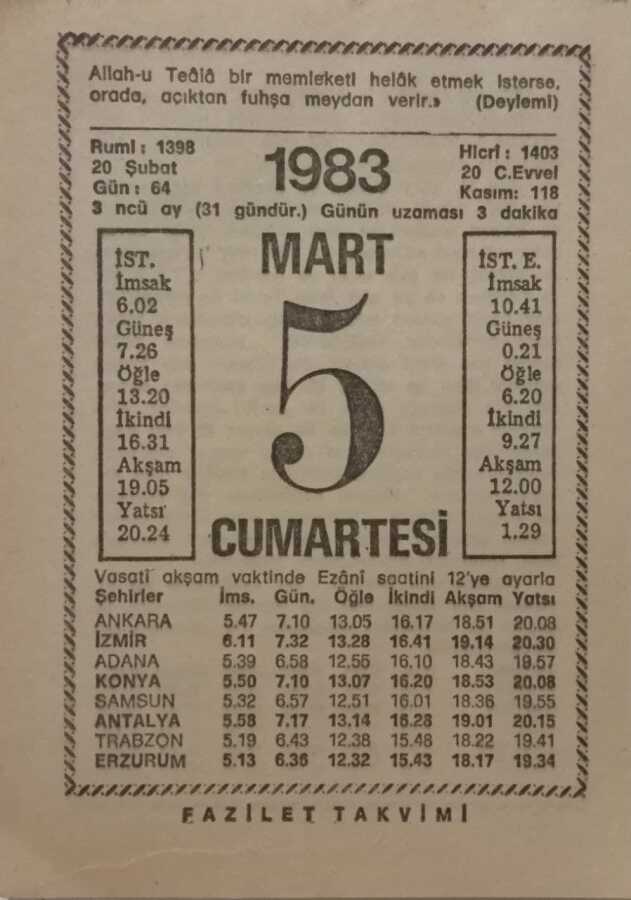 Allah-u Teâlâ bir memleketi helâk etmek isterse,
orada, açıktan fuhşa meydan verir.» (Deylemi)
Rumi : 1398
20 Şubat
Gün : 64
1983
Hicri : 1403
20 C.Evvel
Kasım: 118
3 ncü ay (31 gündür.) Günün uzaması 3 dakika
İST.
İmsak
6.02
Güneş
7.26
Öğle
13.20
İkindi
16.31
Akşam
19.05
Yatsı
20.24
MART
5
CUMARTESİ
İST. E.
İmsak
10.41
Güneş
0.21
Öğle
6.20
İkindi
9.27
Akşam
12.00
Yatsı
1.29
Vasatî akşam vaktinde Ezânî saatini 12'ye ayarla
Şehirler İms. Gün. Öğle İkindi Akşam Yatsı
ANKARA 5.47 7.10 13.05 16.17 18.51 20.08
İZMİR 6.11 7.32 13.28 16.41 19.14 20.30
ADANA 5.39 6.58 12.55 16.10 18.43 19.57
KONYA 5.50 7.10 13.07 16.20 18.53 20.08
SAMSUN 5.32 6.57 12.51 16.01 18.36 19.55
ANTALYA 5.58 7.17 13.14 16.28 19.01 20.15
TRABZON 5.19 6.43 12.38 15.48 18.22 19.41
ERZURUM 5.13 6.36 12.32 15.43 18.17 19.34
FAZİLET TAKVİMİ